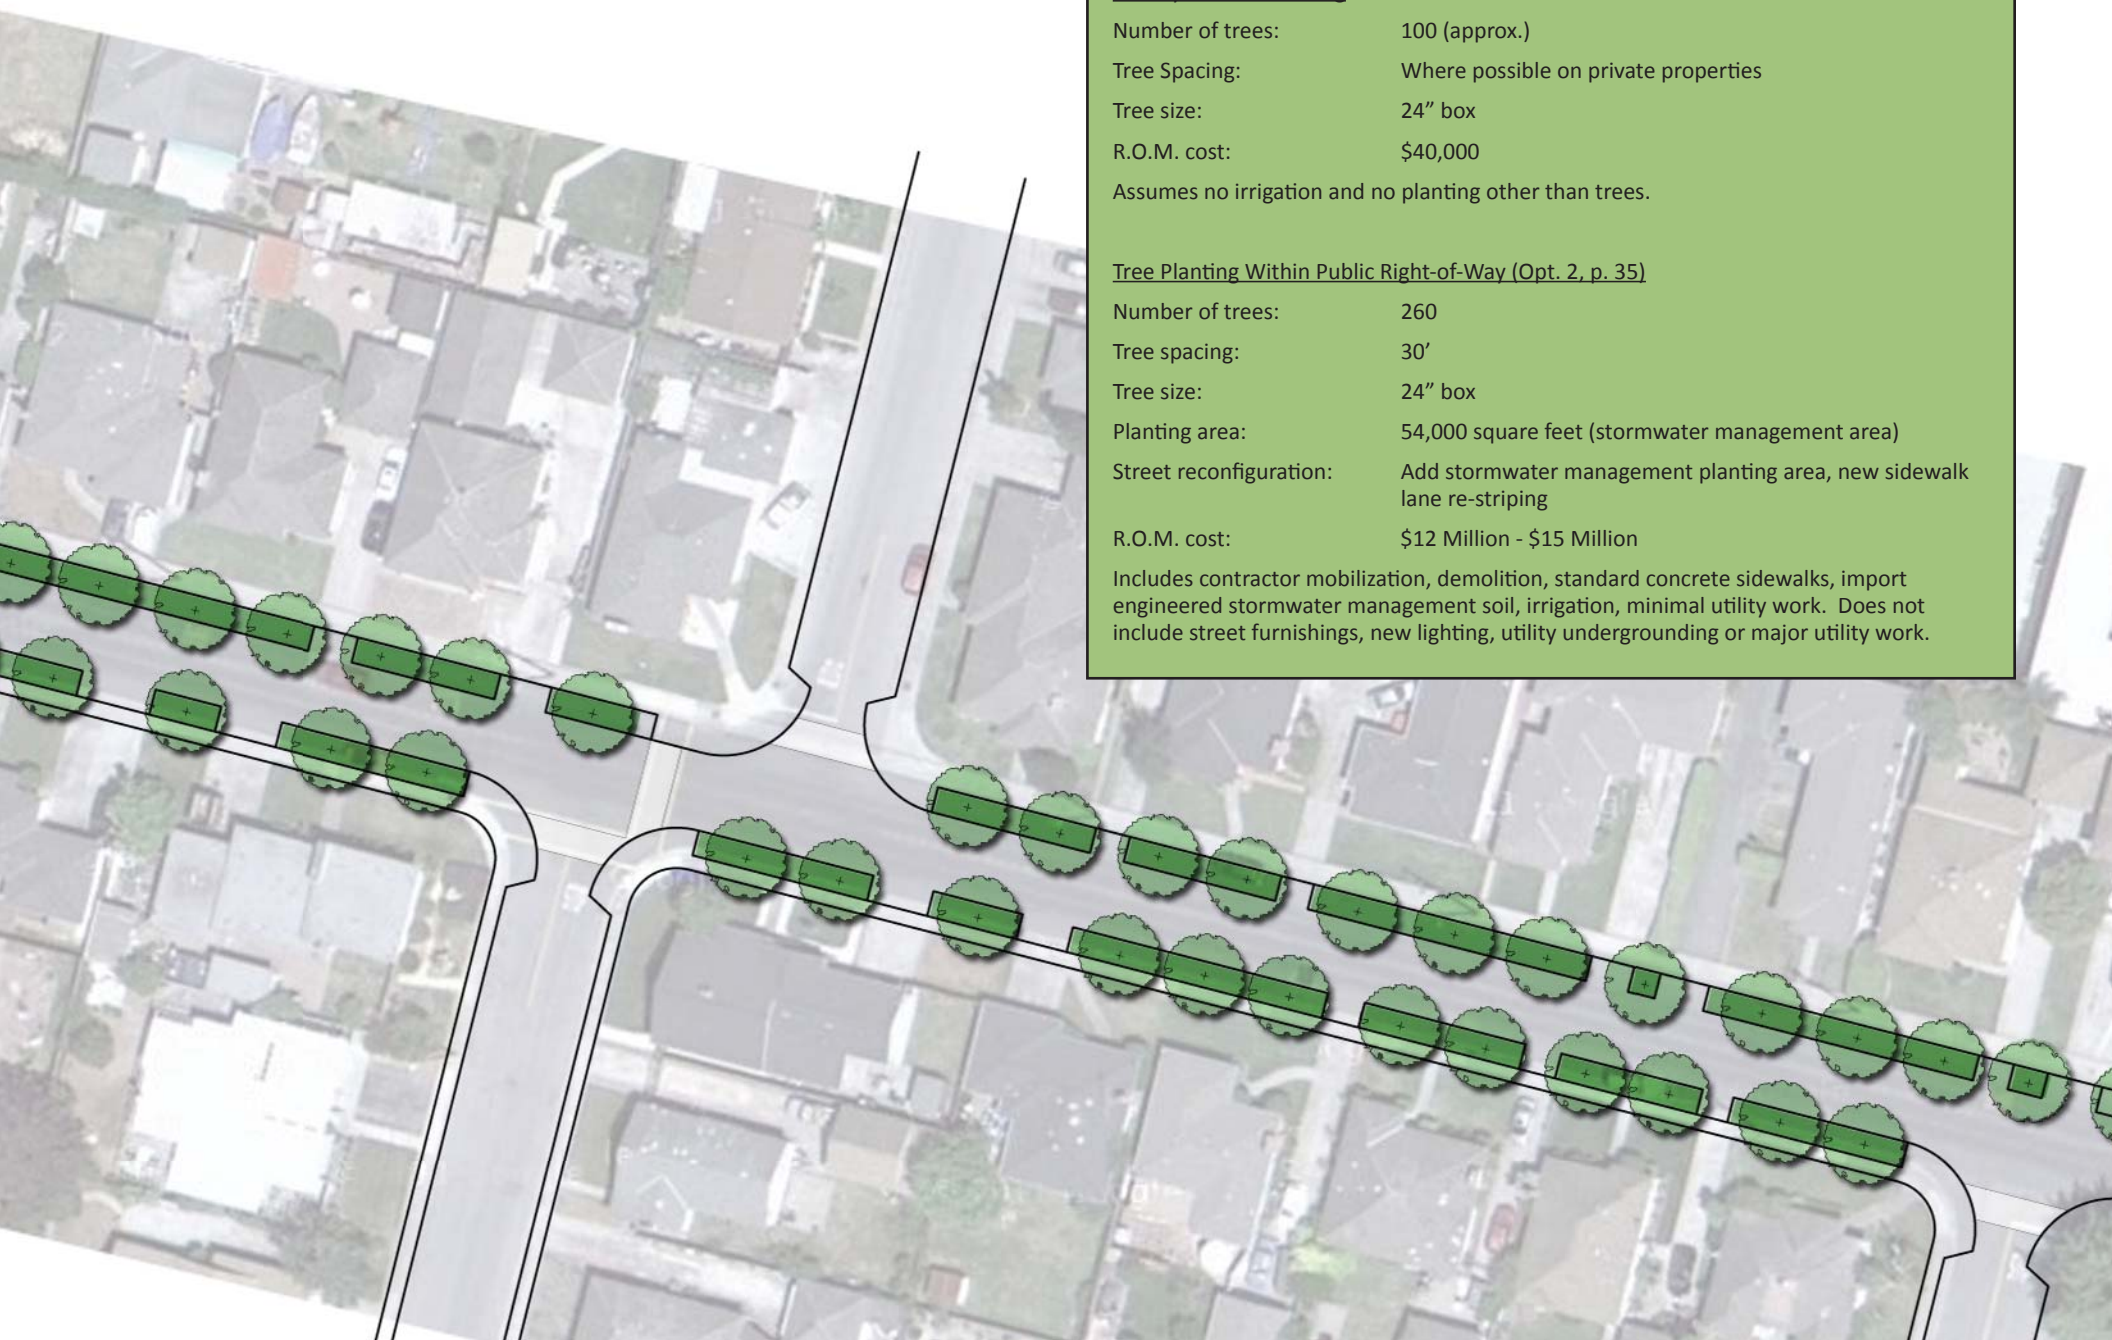 Number of trees: 100 (approx.)
Tree Spacing: Where possible on private properties
Tree size: 24” box
R.O.M. cost: $40,000
Assumes no irrigation and no planting other than trees.
Tree Planting Within Public Right-of-Way (Opt. 2, p. 35)
Number of trees: 260
Tree spacing: 30’
Tree size: 24” box
Planting area: 54,000 square feet (stormwater management area)
Street reconfiguration: Add stormwater management planting area, new sidewalk
lane re-striping
R.O.M. cost: $12 Million - $15 Million
Includes contractor mobilization, demolition, standard concrete sidewalks, import
engineered stormwater management soil, irrigation, minimal utility work.  Does not
include street furnishings, new lighting, utility undergrounding or major utility work.